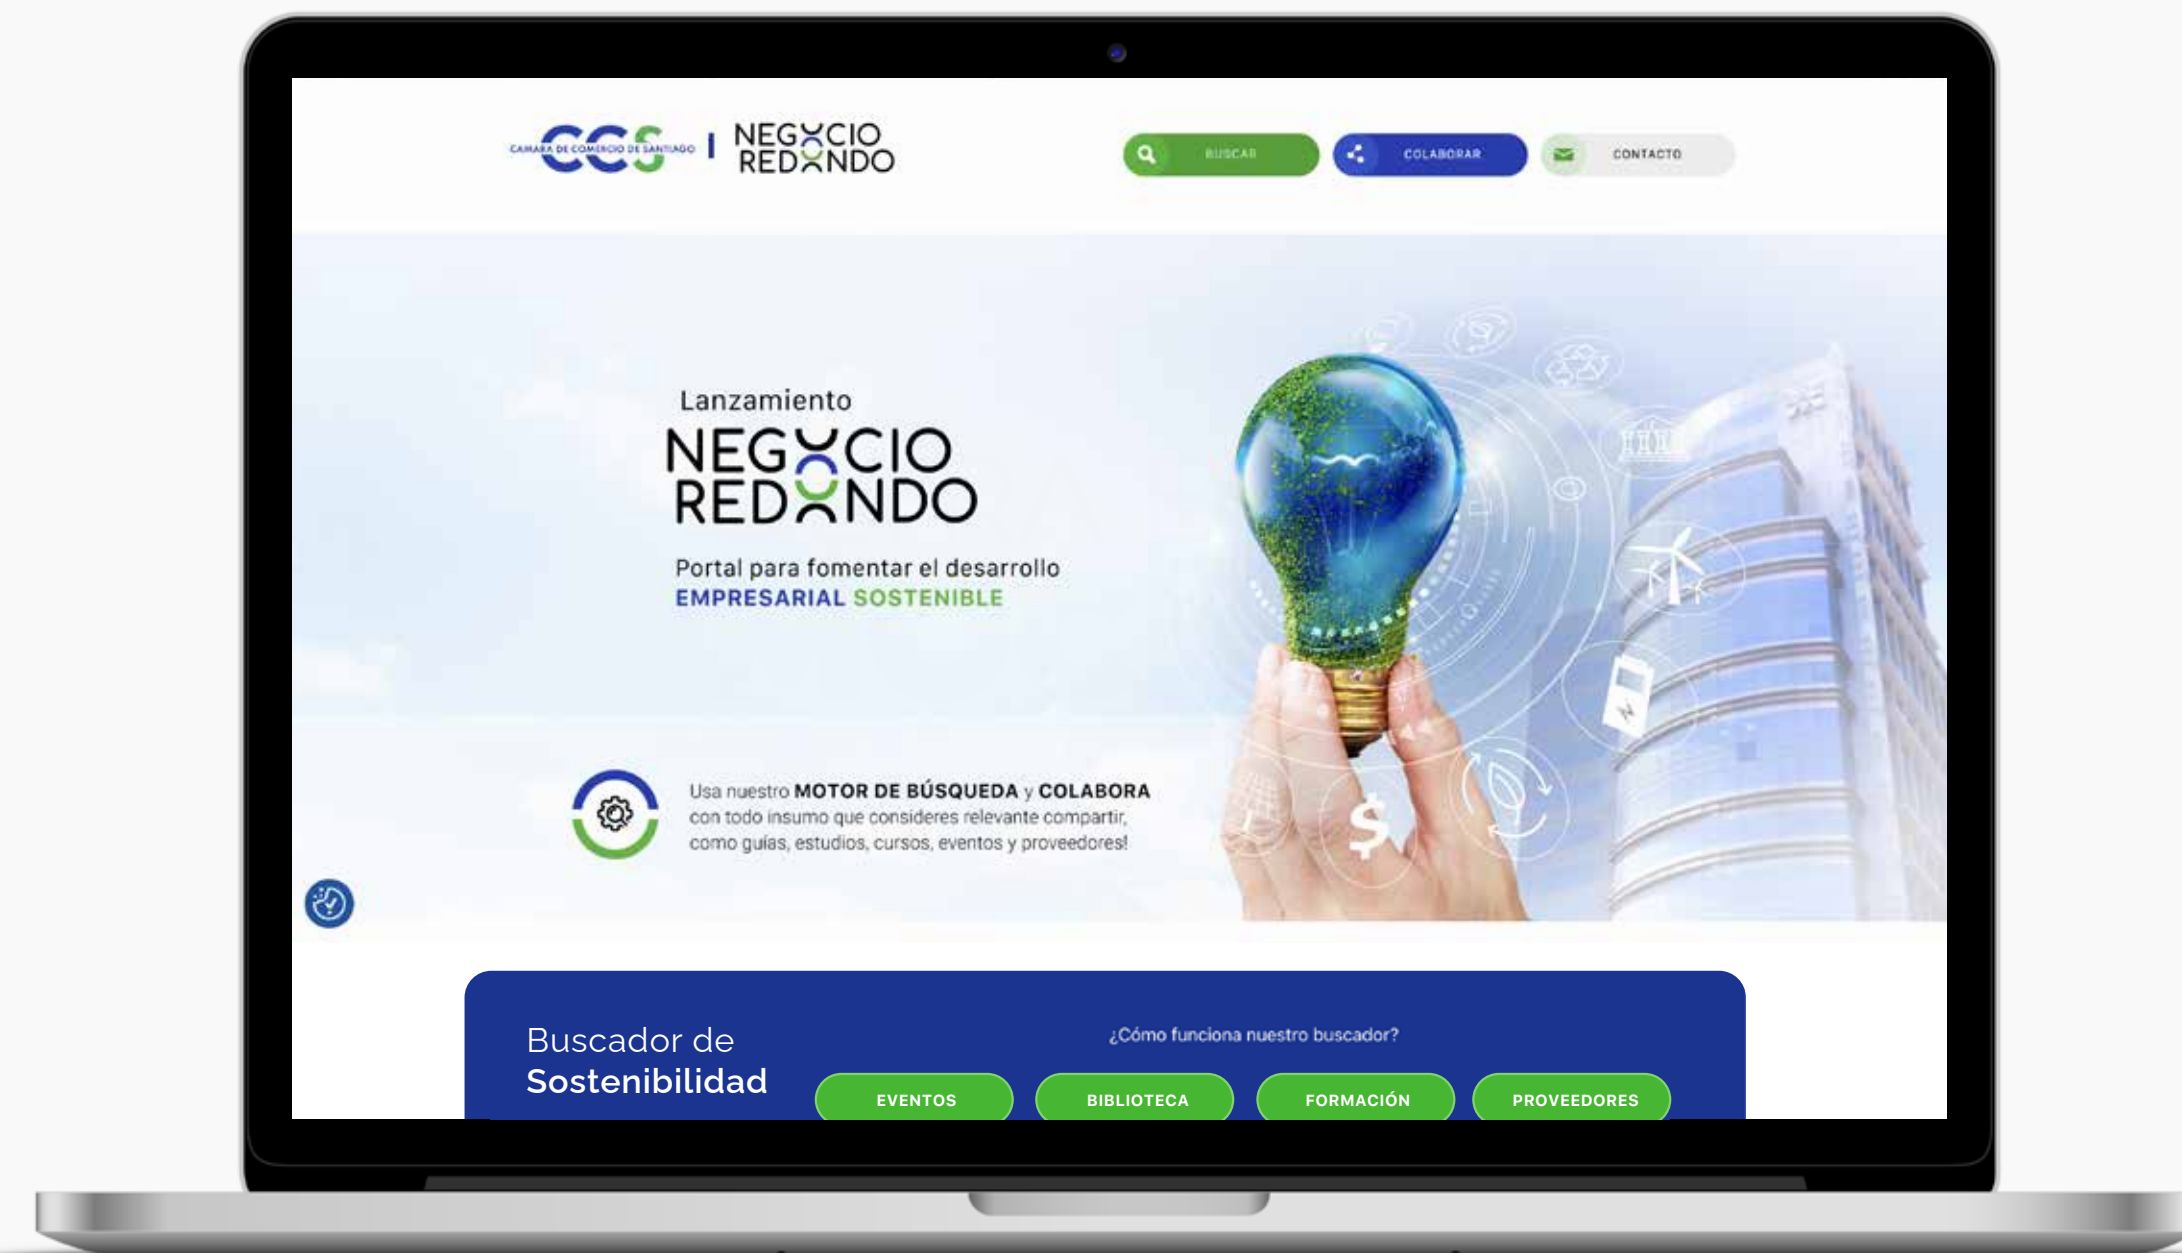 CAMARA DE COMERCIO DE SANTIAGO
CCS
NEGOCIO
REDONDO
BUSCAR
COLABORAR
CONTACTO
Lanzamiento
NEGOCIO
REDONDO
Portal para fomentar el desarrollo
EMPRESARIAL SOSTENIBLE
Usa nuestro MOTOR DE BÚSQUEDA y COLABORA
con todo insumo que consideres relevante compartir,
como guías, estudios, cursos, eventos y proveedores!
$
Buscador de
Sostenibilidad
¿Cómo funciona nuestro buscador?
EVENTOS
BIBLIOTECA
FORMACIÓN
PROVEEDORES